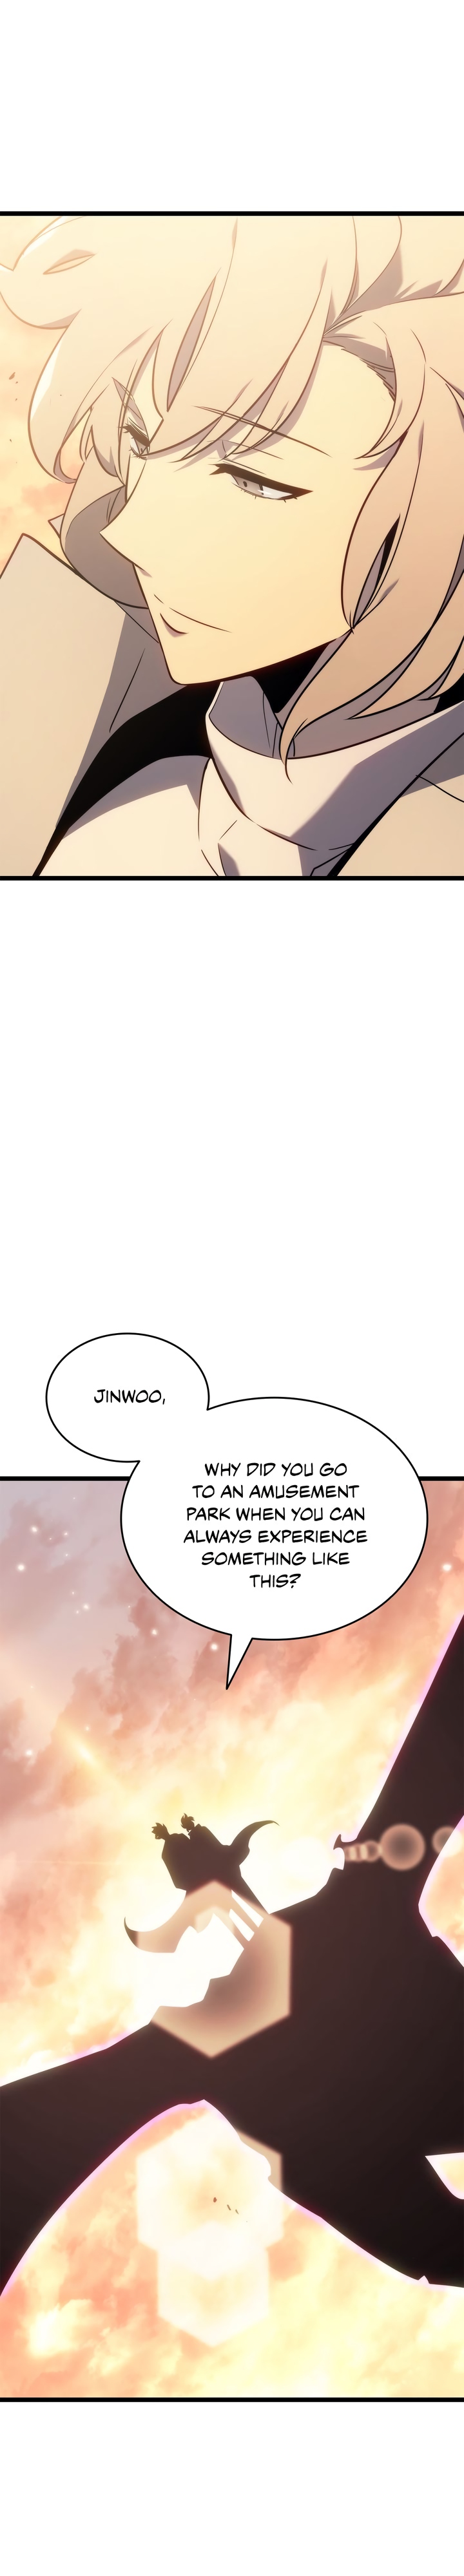 JINWOO,
WHY DID YOU GO
TO AN AMUSEMENT
PARK WHEN YOU CAN
ALWAYS EXPERIENCE
SOMETHING LIKE
THIS?